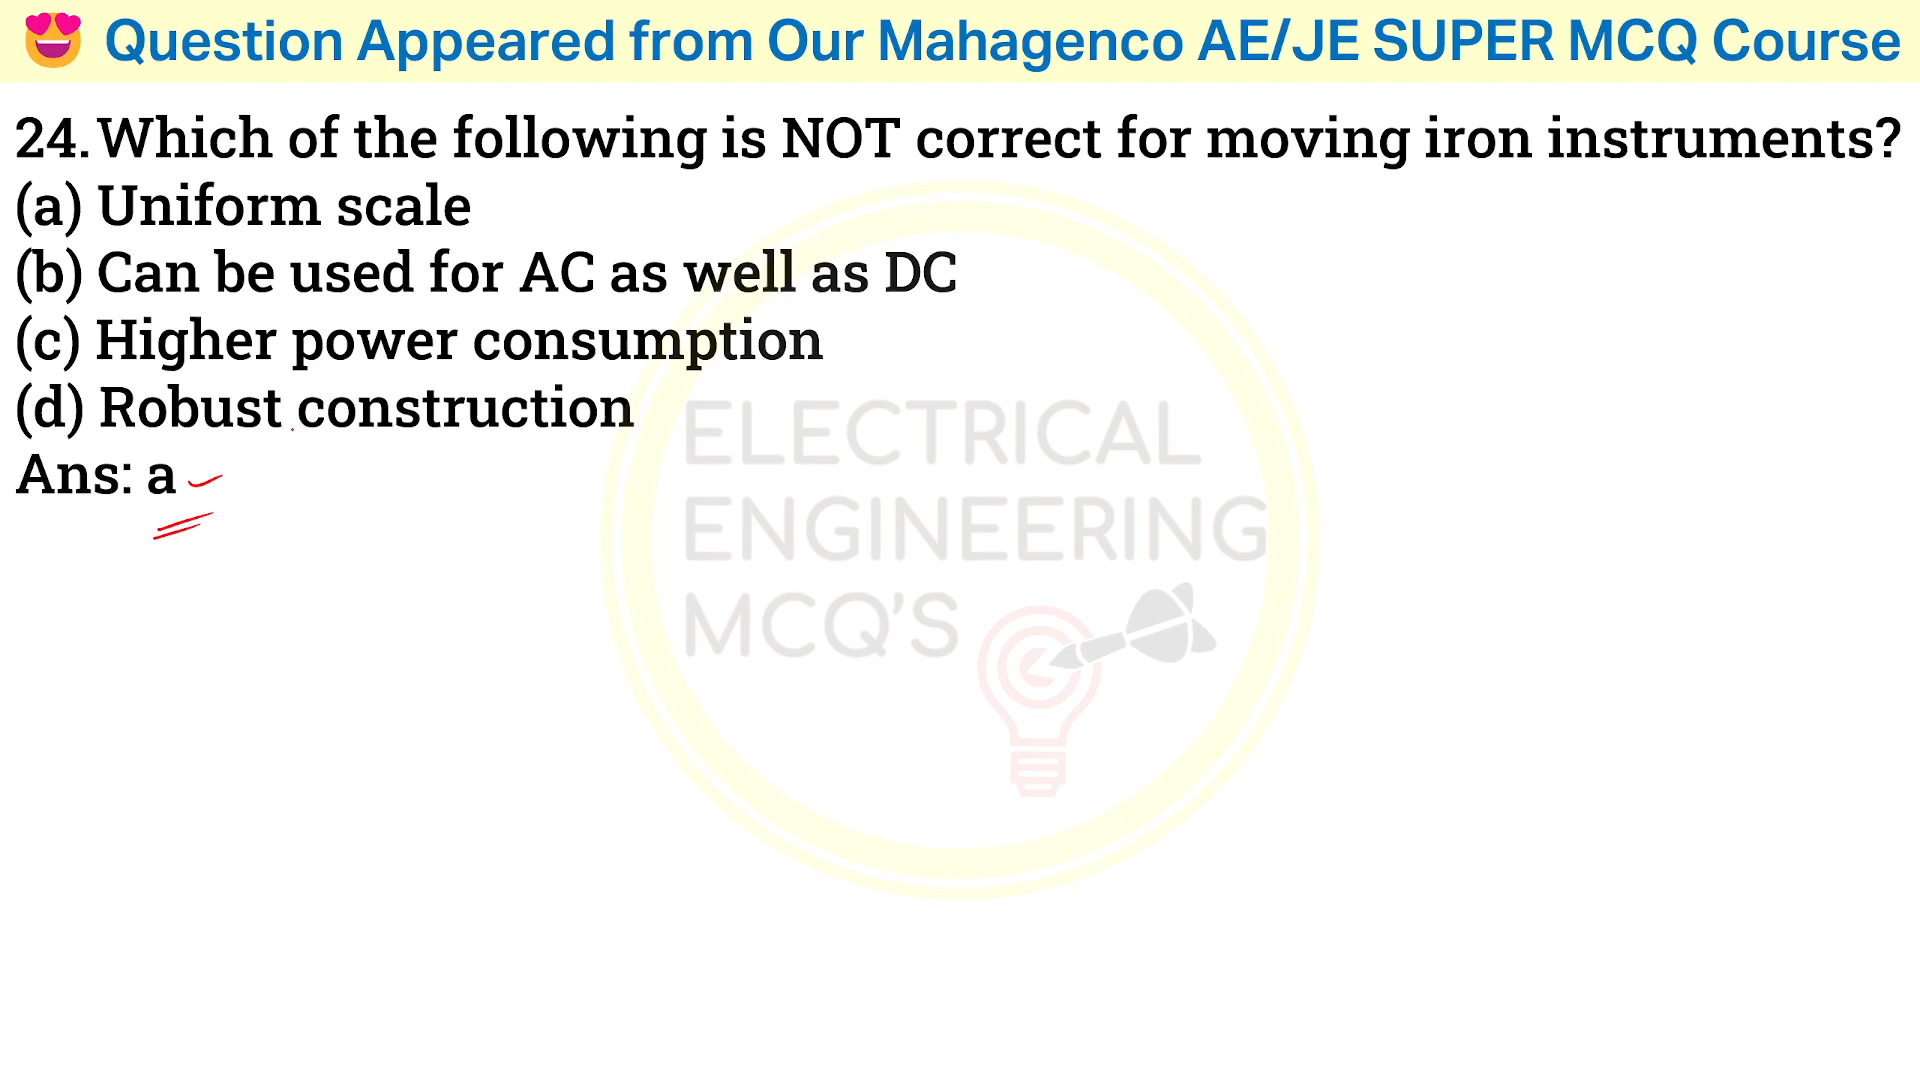 😍 Question Appeared from Our Mahagenco AE/JE SUPER MCQ Course
24. Which of the following is NOT correct for moving iron instruments?
(a) Uniform scale
(b) Can be used for AC as well as DC
(c) Higher power consumption
(d) Robust construction
Ans: a
ELECTRICAL
ENGINEERING
MCQ'S